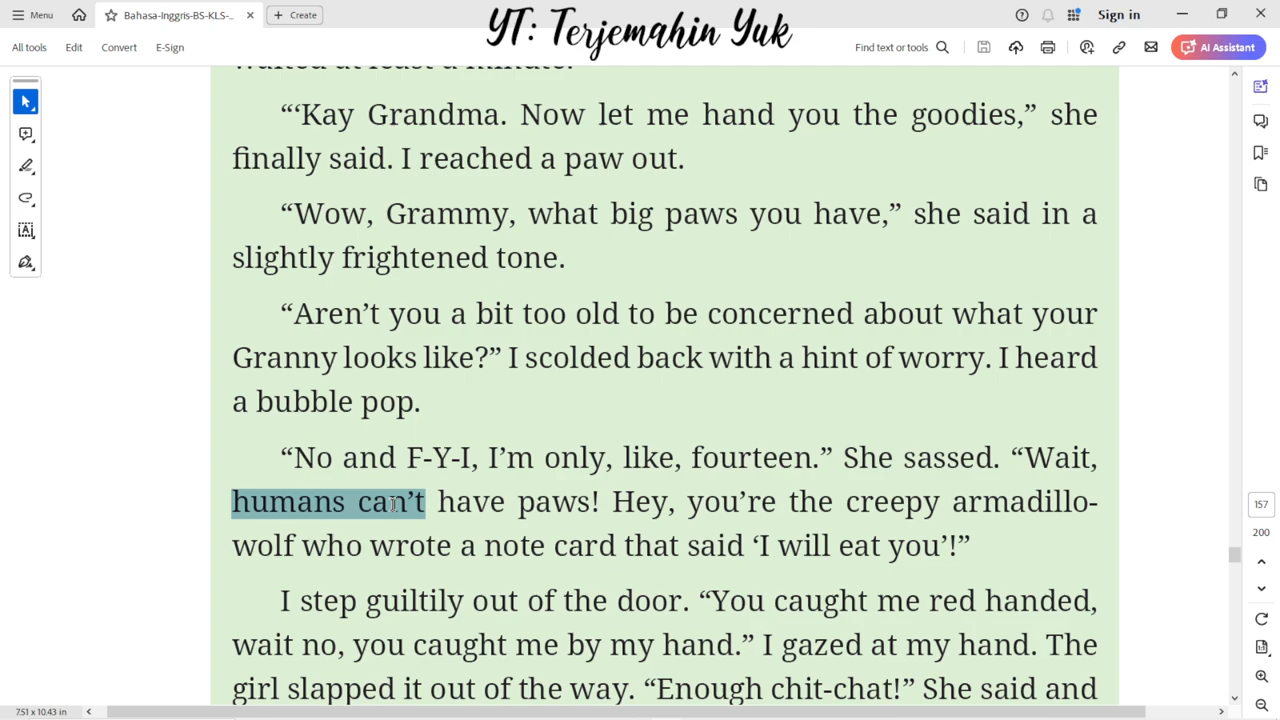 Menu
Bahasa-Inggris-BS-KLS-...
Create
YT: Terjemahin Yuk
Sign in
All tools Edit Convert E-Sign
Find text or tools
AI Assistant
waited at least a minute.
“‘Kay Grandma. Now let me hand you the goodies,” she
finally said. I reached a paw out.
“Wow, Grammy, what big paws you have,” she said in a
slightly frightened tone.
“Aren’t you a bit too old to be concerned about what your
Granny looks like?” I scolded back with a hint of worry. I heard
a bubble pop.
“No and F-Y-I, I’m only, like, fourteen.” She sassed. “Wait,
humans can’t have paws! Hey, you’re the creepy armadillo-
wolf who wrote a note card that said ‘I will eat you’!”
I step guiltily out of the door. “You caught me red handed,
wait no, you caught me by my hand.” I gazed at my hand. The
girl slapped it out of the way. “Enough chit-chat!” She said and
157
200
7.51 x 10.43 in